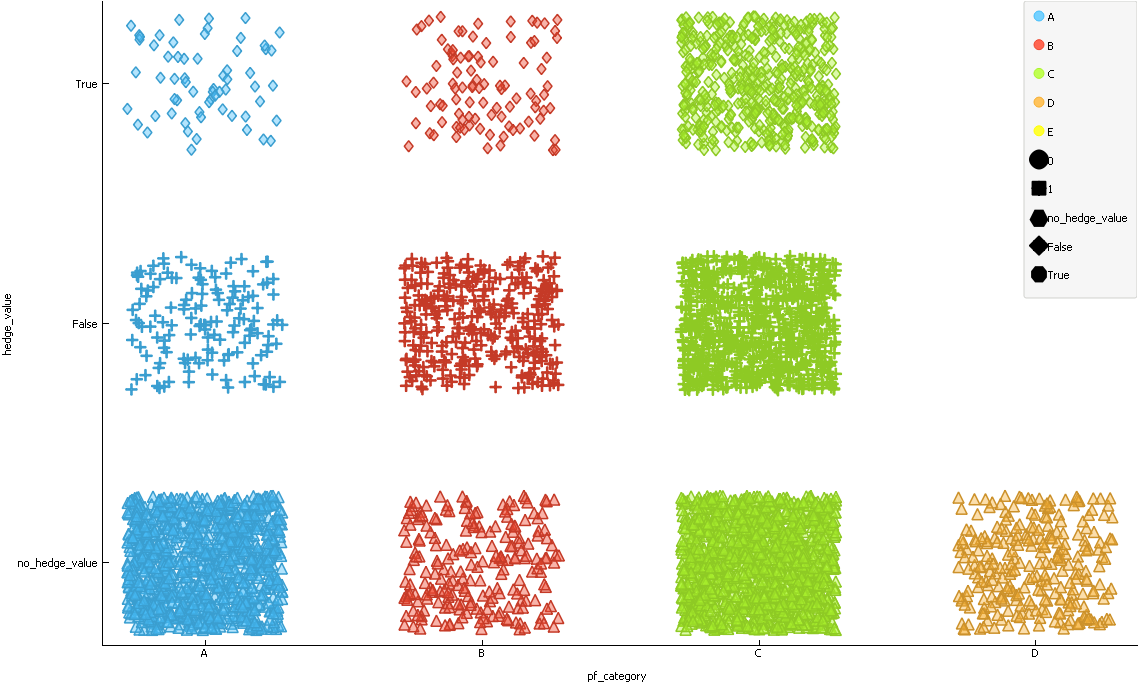 True
False
no_hedge_value
hedge_value
A
B
C
D
pf_category
A
B
C
D
E
0
1
no_hedge_value
False
True